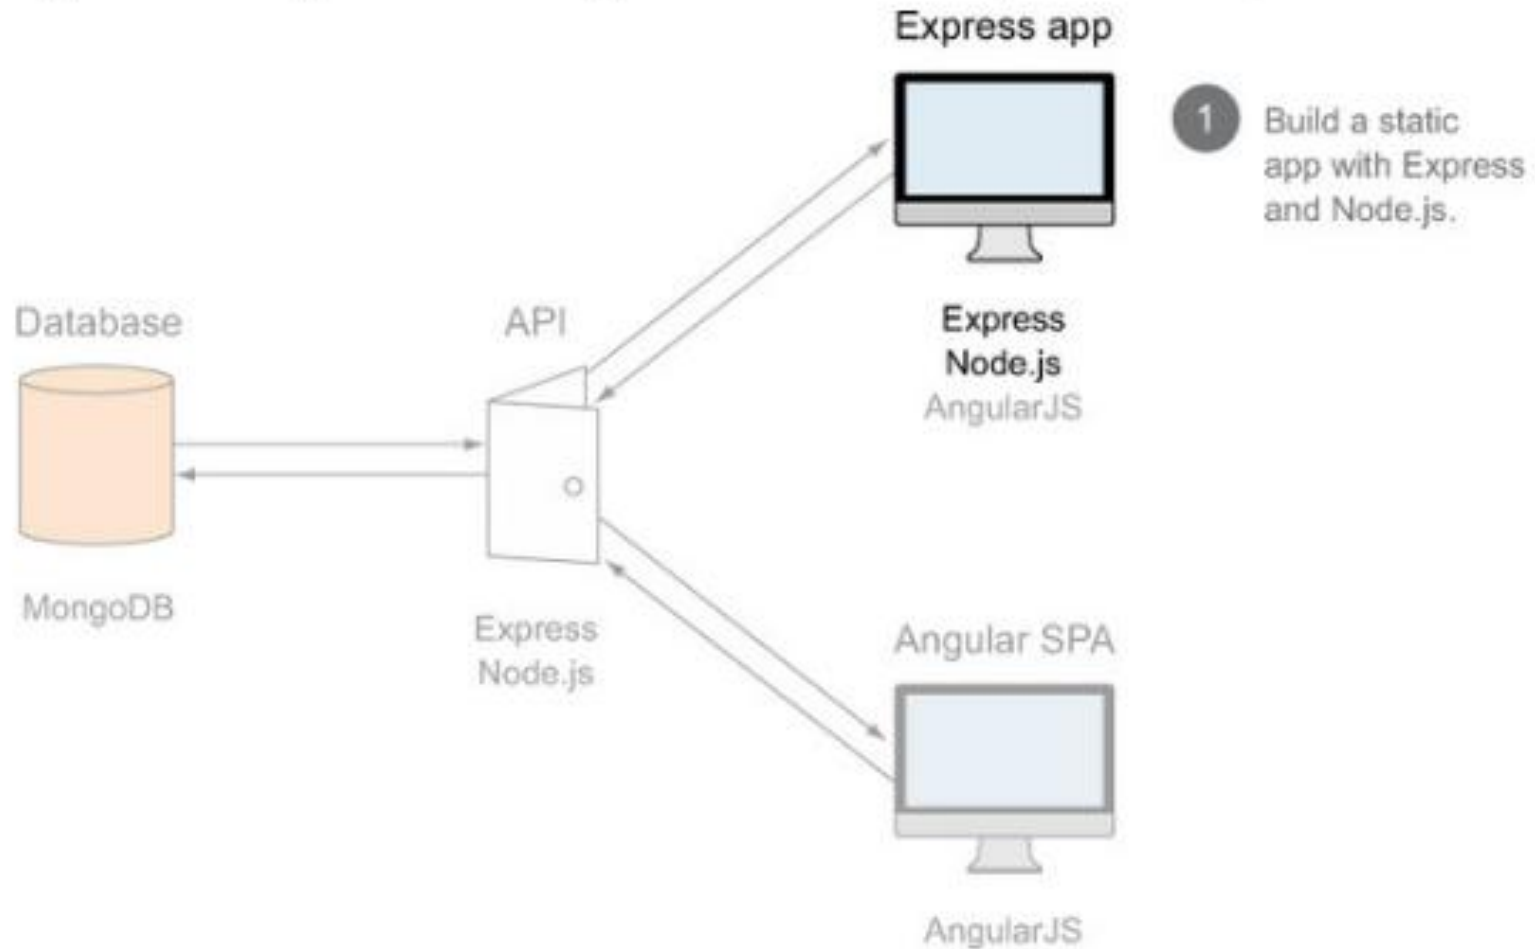 Express app
1
Build a static
app with Express
and Node.js.
Database
API
Express
Node.js
AngularJS
MongoDB
Express
Node.js
Angular SPA
AngularJS